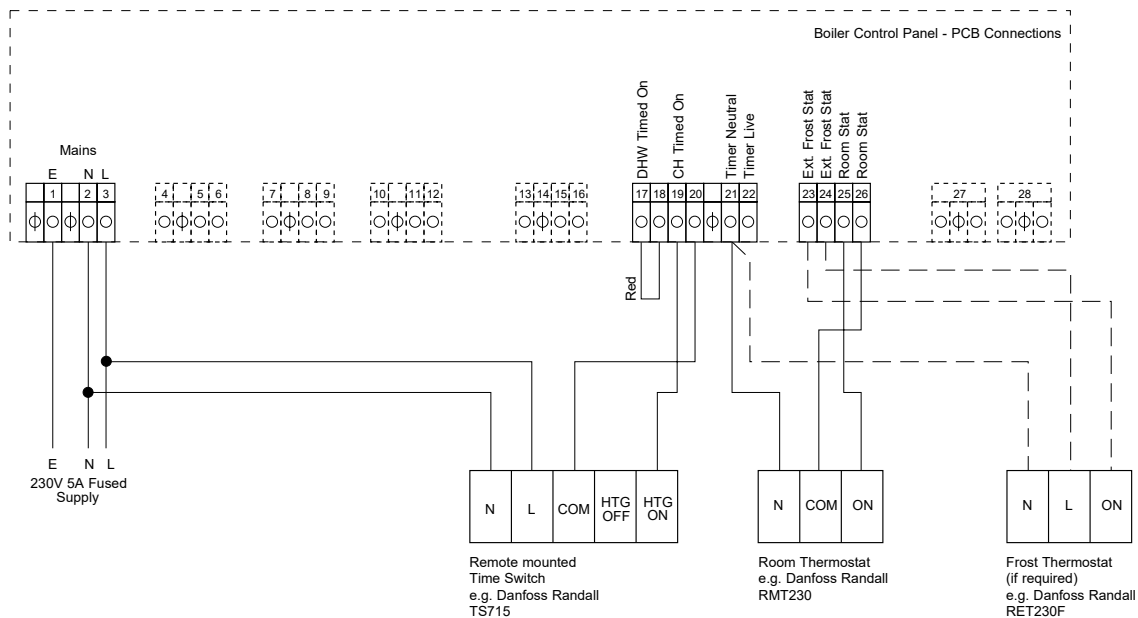 Boiler Control Panel - PCB Connections
Mains
E N L
DHW Timed On
CH Timed On
Timer Neutral
Timer Live
Ext. Frost Stat
Ext. Frost Stat
Room Stat
Room Stat
1 2 3
4 5 6
7 8 9
10 11 12
13 14 15 16
17 18 19 20 21 22
23 24 25 26
27
28
Red
E N L
230V 5A Fused
Supply
N L COM HTG OFF HTG ON
Remote mounted
Time Switch
e.g. Danfoss Randall
TS715
N COM ON
Room Thermostat
e.g. Danfoss Randall
RMT230
N L ON
Frost Thermostat
(if required)
e.g. Danfoss Randall
RET230F